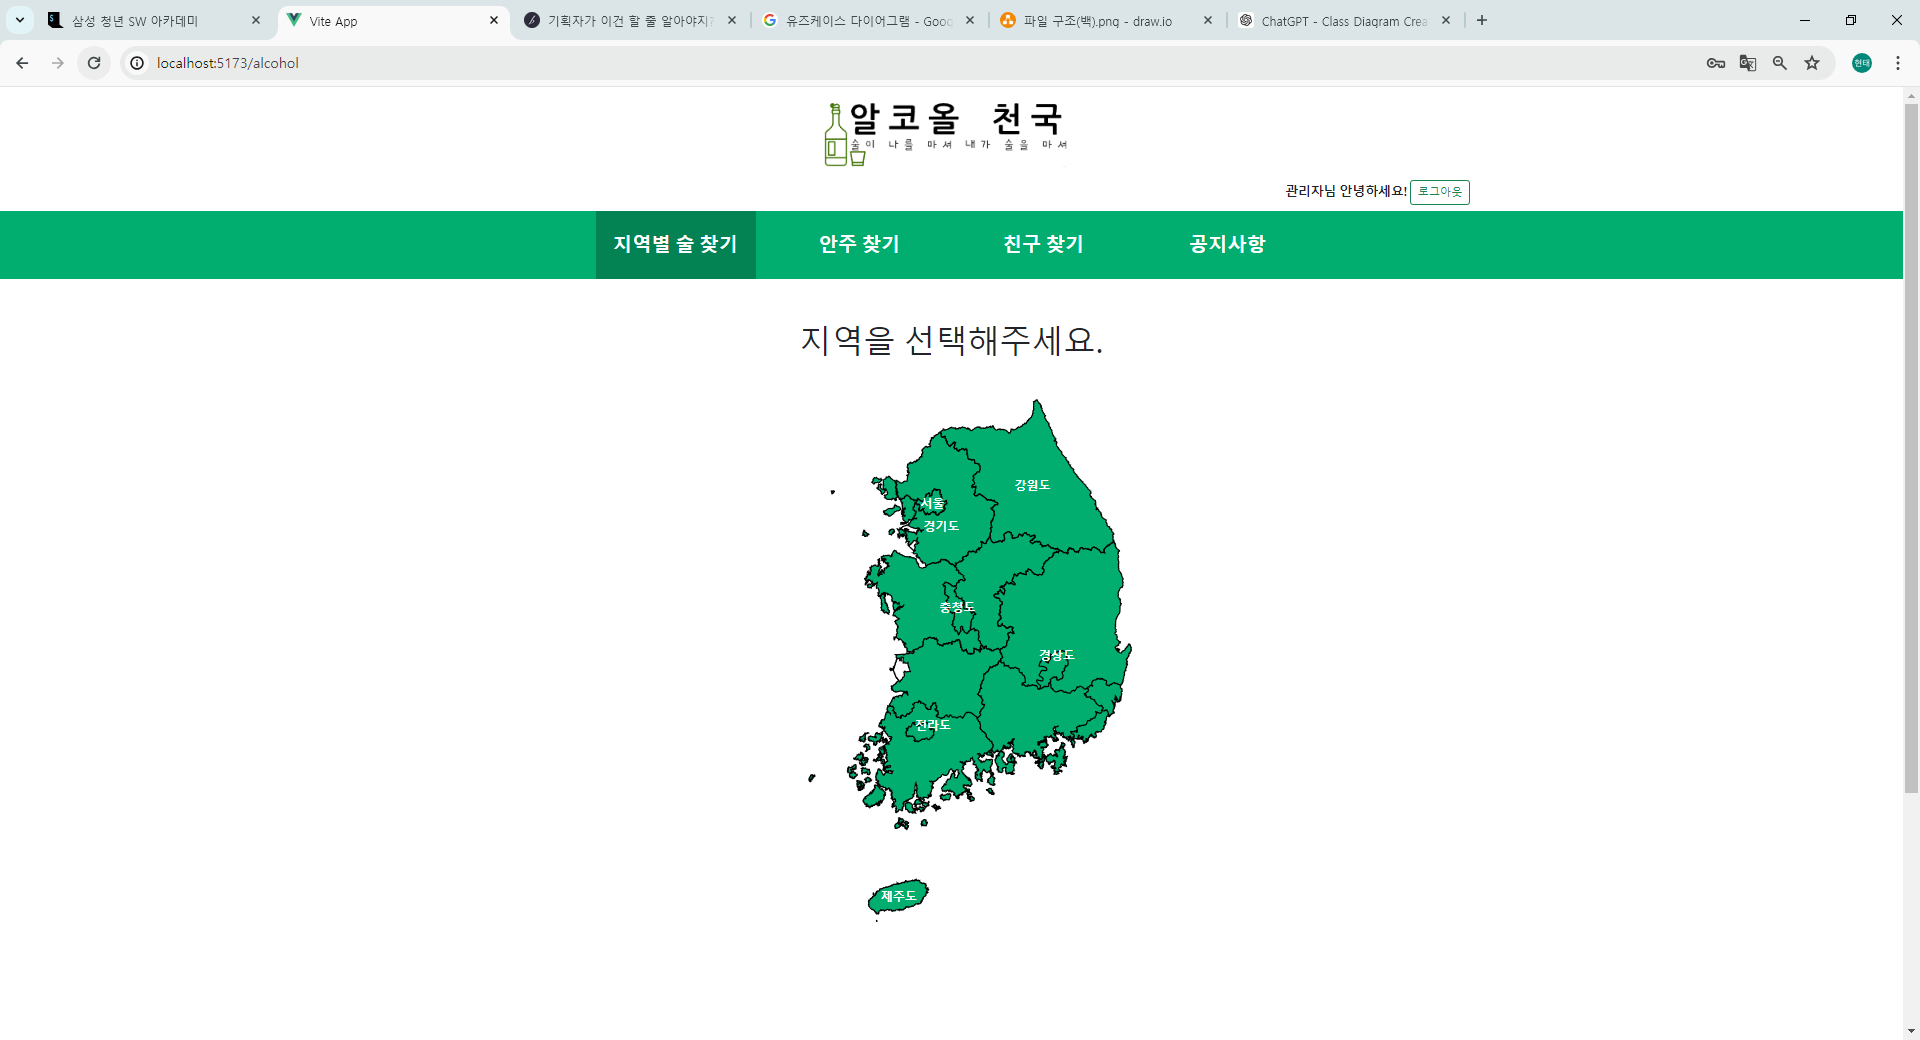 삼성 청년 SW 아카데미
Vite App
기획자가 이건 할 줄 알아야지?
유즈케이스 다이어그램 - Goog
파일 구조(백).png - draw.io
ChatGPT - Class Diagram Crea
localhost:5173/alcohol
현태
알코올 천국
술이 나를 마셔 내가 술을 마셔
관리자님 안녕하세요! 로그아웃
지역별 술 찾기 안주 찾기 친구 찾기 공지사항
지역을 선택해주세요.
강원도
서울
경기도
충청도
경상도
전라도
제주도